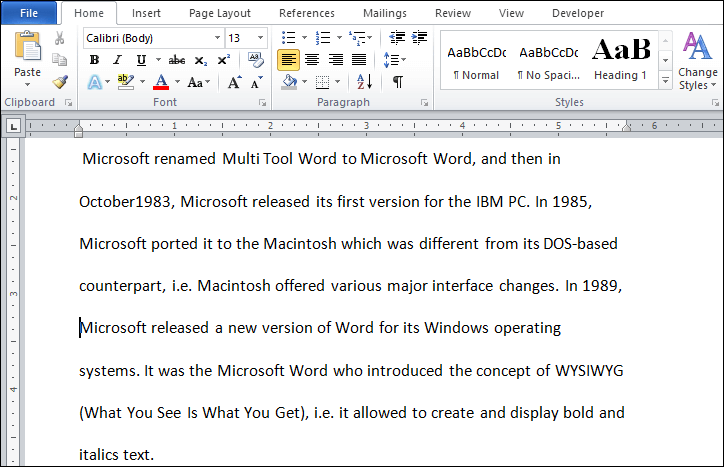 File Home Insert Page Layout References Mailings Review View Developer
Calibri (Body) 13 AaBbCcDc AaBbCcDc AaB
Paste B I U abc x₂ x² ¶ Normal ¶ No Spaci... Heading 1 Change Styles
A ab A Aa A A A Z ¶
Clipboard Font Paragraph Styles
L 1 2 3 4 5 6
Microsoft renamed Multi Tool Word to Microsoft Word, and then in
2
October1983, Microsoft released its first version for the IBM PC. In 1985,
Microsoft ported it to the Macintosh which was different from its DOS-based
counterpart, i.e. Macintosh offered various major interface changes. In 1989,
3
Microsoft released a new version of Word for its Windows operating
systems. It was the Microsoft Word who introduced the concept of WYSIWYG
4
(What You See Is What You Get), i.e. it allowed to create and display bold and
italics text.